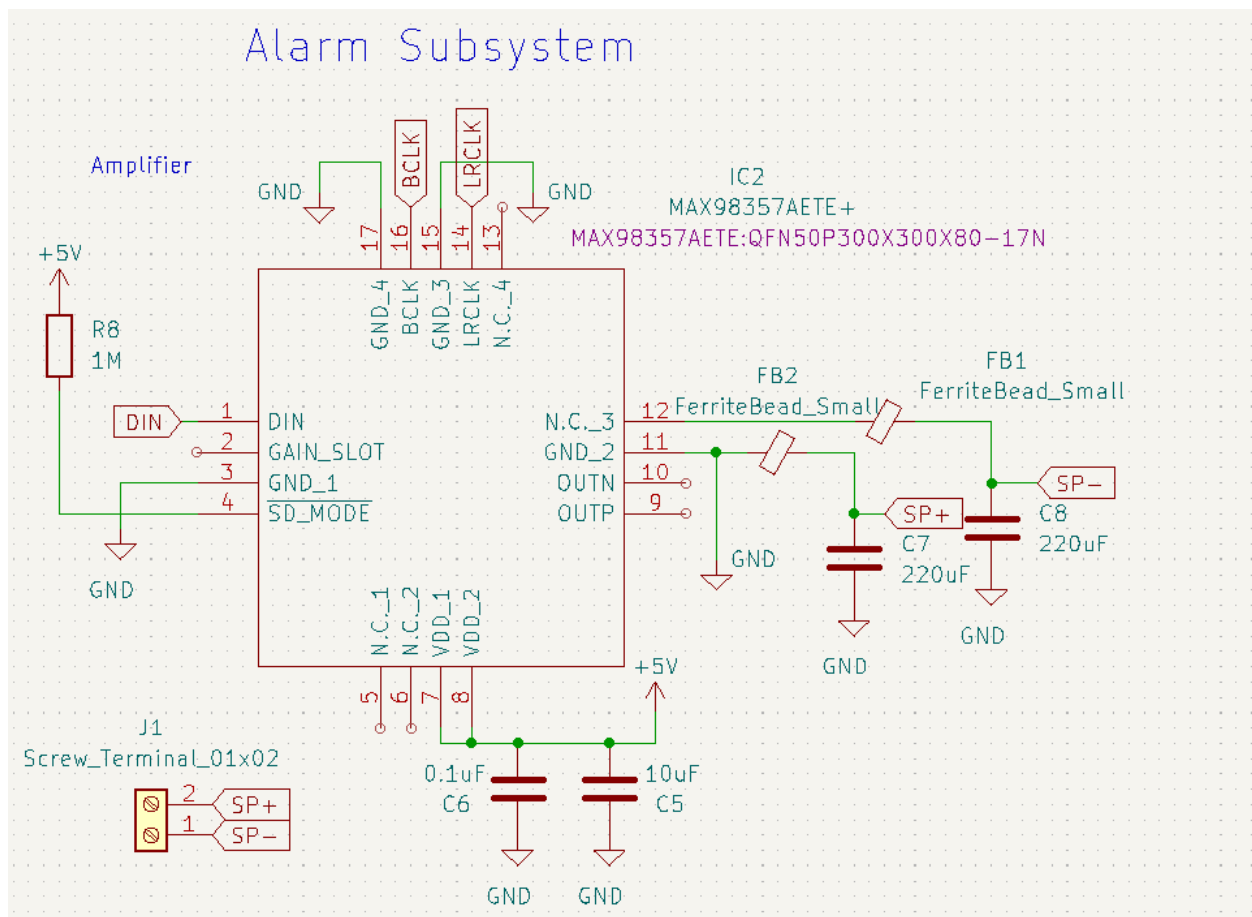 Alarm Subsystem
Amplifier
BCLK
LRCLK
GND
GND
IC2
MAX98357AETE+
MAX98357AETE:QFN50P300X300X80-17N
+5V
17
16
15
14
13
GND_4
BCLK
GND_3
LRCLK
N.C._4
R8
1M
FB1
FerriteBead_Small
FB2
FerriteBead_Small
DIN
1
DIN
N.C._3
12
2
GAIN_SLOT
GND_2
11
3
GND_1
OUTN
10
4
SD_MODE
OUTP
9
SP-
C8
220uF
SP+
C7
220uF
GND
GND
GND
GND
N.C._1
N.C._2
VDD_1
VDD_2
5
6
7
8
+5V
J1
Screw_Terminal_01x02
0.1uF
C6
10uF
C5
2
SP+
1
SP-
GND
GND